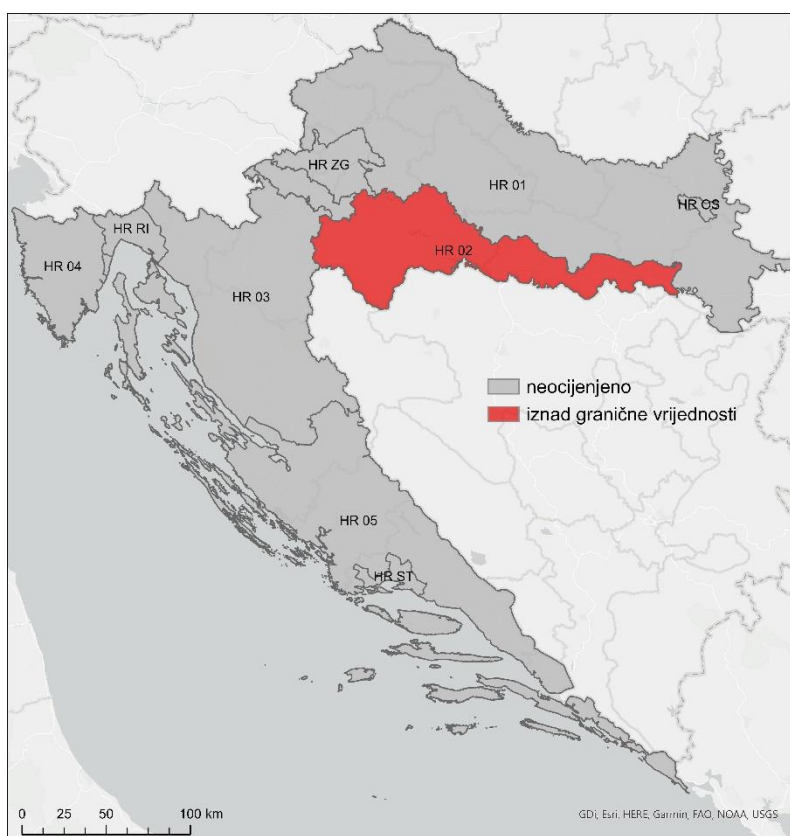 HR ZG
HR 01
HR OS
HR RI
HR 04
HR 02
HR 03
neocijenjeno
iznad granične vrijednosti
HR 05
HR ST
0 25 50 100 km
GDi, Esri, HERE, Garmin, FAO, NOAA, USGS